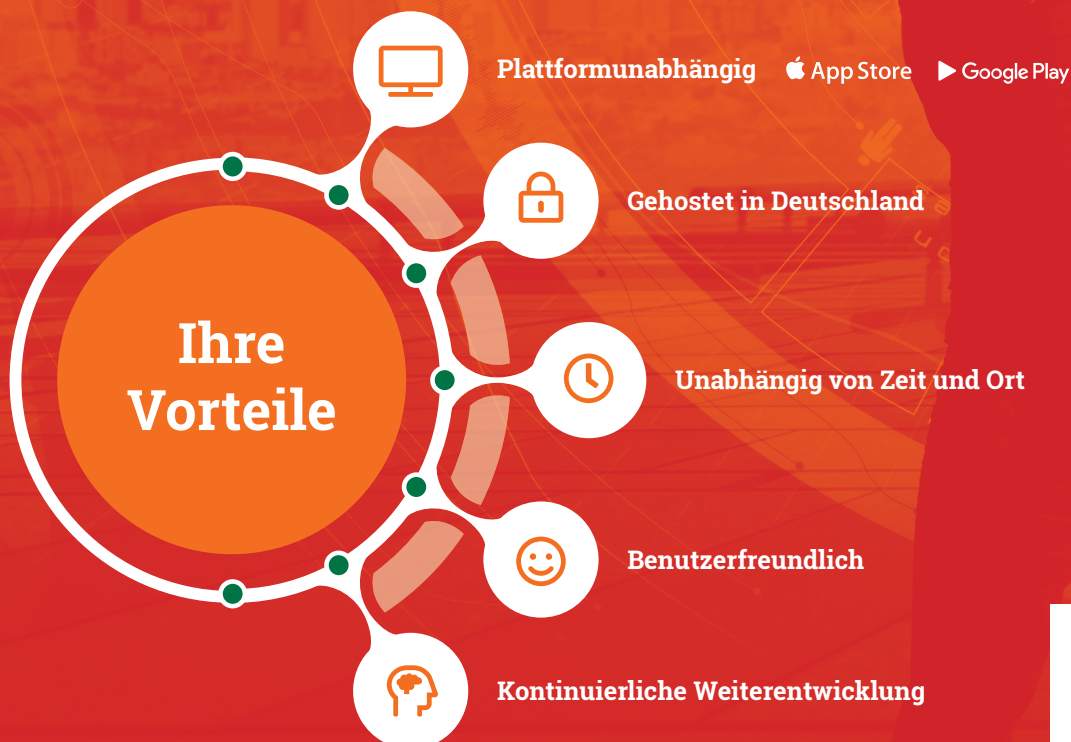 Plattformunabhängig App Store Google Play
Gehostet in Deutschland
Ihre
Vorteile
Unabhängig von Zeit und Ort
Benutzerfreundlich
Kontinuierliche Weiterentwicklung